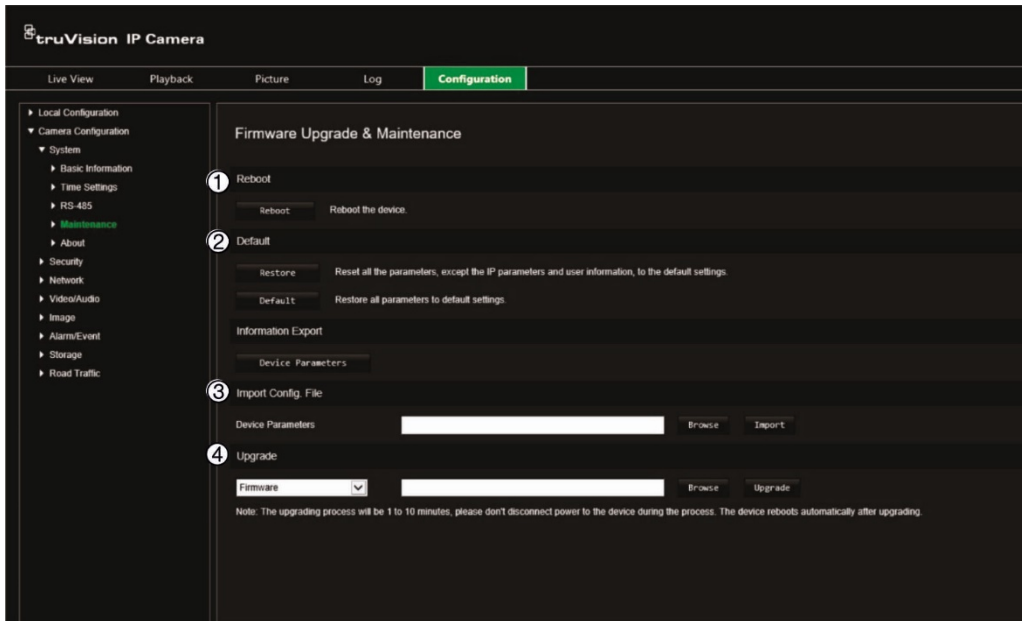 truVision IP Camera
Live View Playback Picture Log Configuration
Local Configuration
Camera Configuration
System
Basic Information
Time Settings
RS-485
Maintenance
About
Security
Network
Video/Audio
Image
Alarm/Event
Storage
Road Traffic
Firmware Upgrade & Maintenance
1 Reboot
Reboot Reboot the device.
2 Default
Restore Reset all the parameters, except the IP parameters and user information, to the default settings.
Default Restore all parameters to default settings.
Information Export
Device Parameters
3 Import Config. File
Device Parameters Browse Import
4 Upgrade
Firmware Browse Upgrade
Note: The upgrading process will be 1 to 10 minutes, please don't disconnect power to the device during the process. The device reboots automatically after upgrading.